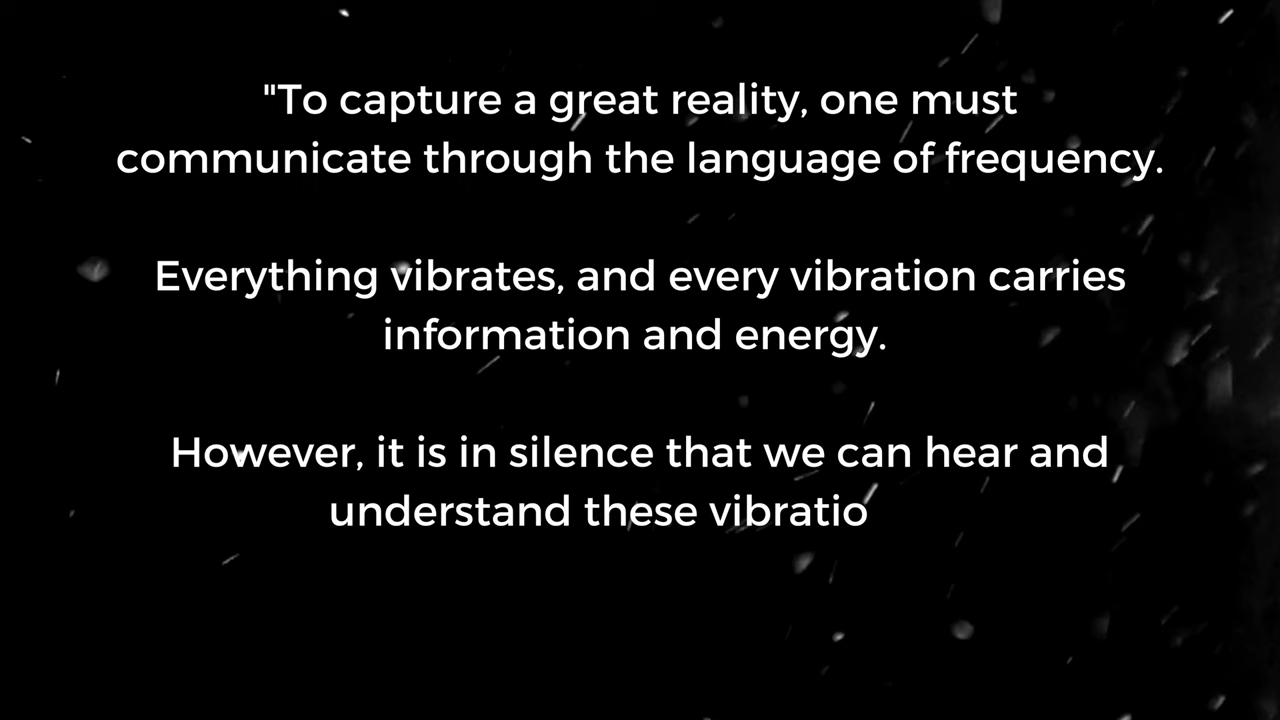 "To capture a great reality, one must
communicate through the language of frequency.
Everything vibrates, and every vibration carries
information and energy.
However, it is in silence that we can hear and
understand these vibratio